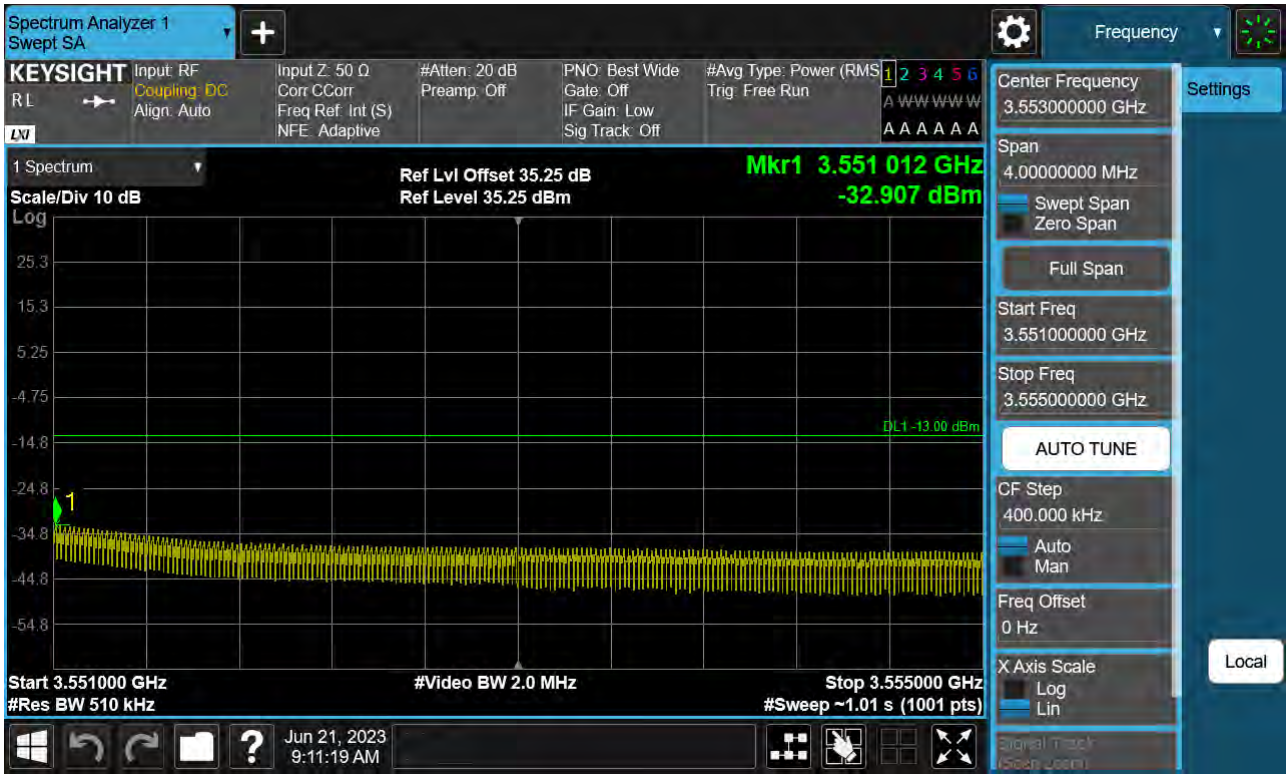 Spectrum Analyzer 1
Swept SA
+
Frequency
KEYSIGHT
RL
LXI
Input: RF
Coupling: DC
Align: Auto
Input Z: 50 Ω
Corr CCorr
Freq Ref: Int (S)
NFE: Adaptive
#Atten: 20 dB
Preamp: Off
PNO: Best Wide
Gate: Off
IF Gain: Low
Sig Track: Off
#Avg Type: Power (RMS
Trig: Free Run
1 2 3 4 5 6
A W W W W W
A A A A A A
1 Spectrum
Scale/Div 10 dB
Log
Ref Lvl Offset 35.25 dB
Ref Level 35.25 dBm
Mkr1 3.551 012 GHz
-32.907 dBm
25.3
15.3
5.25
-4.75
DL1 -13.00 dBm
-14.8
-24.8
1
-34.8
-44.8
-54.8
Start 3.551000 GHz
#Res BW 510 kHz
#Video BW 2.0 MHz
Stop 3.555000 GHz
#Sweep ~1.01 s (1001 pts)
Jun 21, 2023
9:11:19 AM
?
Center Frequency
3.553000000 GHz
Span
4.00000000 MHz
Swept Span
Zero Span
Full Span
Start Freq
3.551000000 GHz
Stop Freq
3.555000000 GHz
AUTO TUNE
CF Step
400.000 kHz
Auto
Man
Freq Offset
0 Hz
X Axis Scale
Log
Lin
Signal Track
(Span Zoom)
Settings
Local